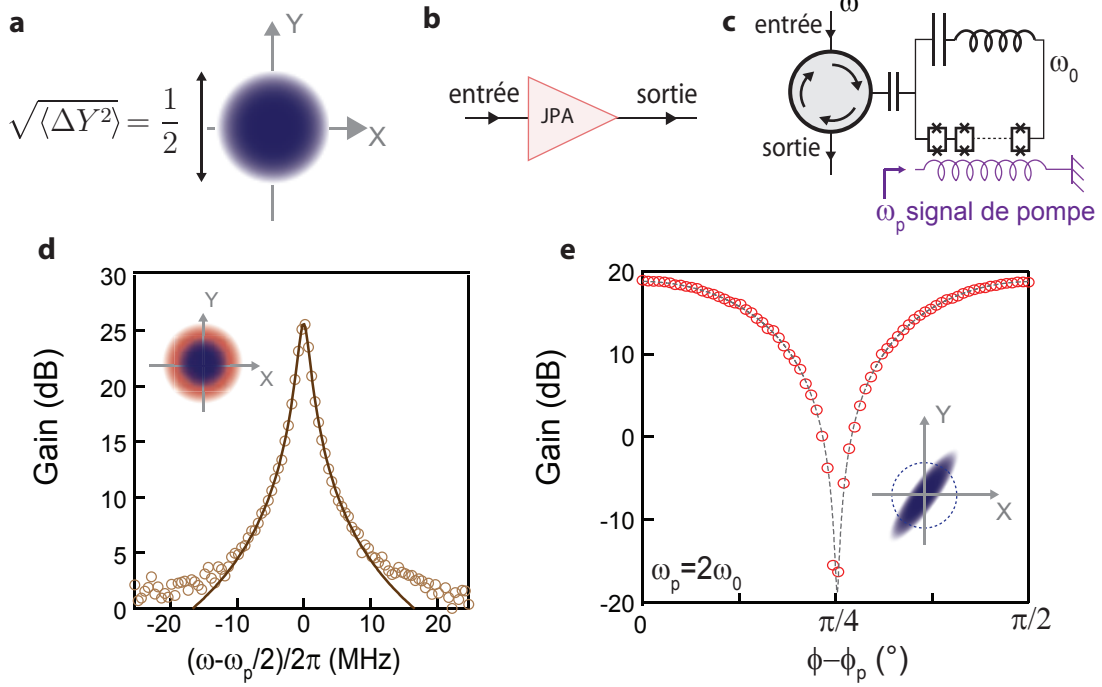 a
Y
X
√⟨ΔY²⟩ = 1/2
b
entrée
sortie
JPA
c
entrée
ω
ω₀
sortie
ωₚ signal de pompe
d
30
25
20
15
10
5
0
Gain (dB)
Y
X
-20 -10 0 10 20
(ω-ωₚ/2)/2π (MHz)
e
20
10
0
-10
-20
Gain (dB)
Y
X
ωₚ=2ω₀
0 π/4 π/2
ϕ−ϕₚ (°)